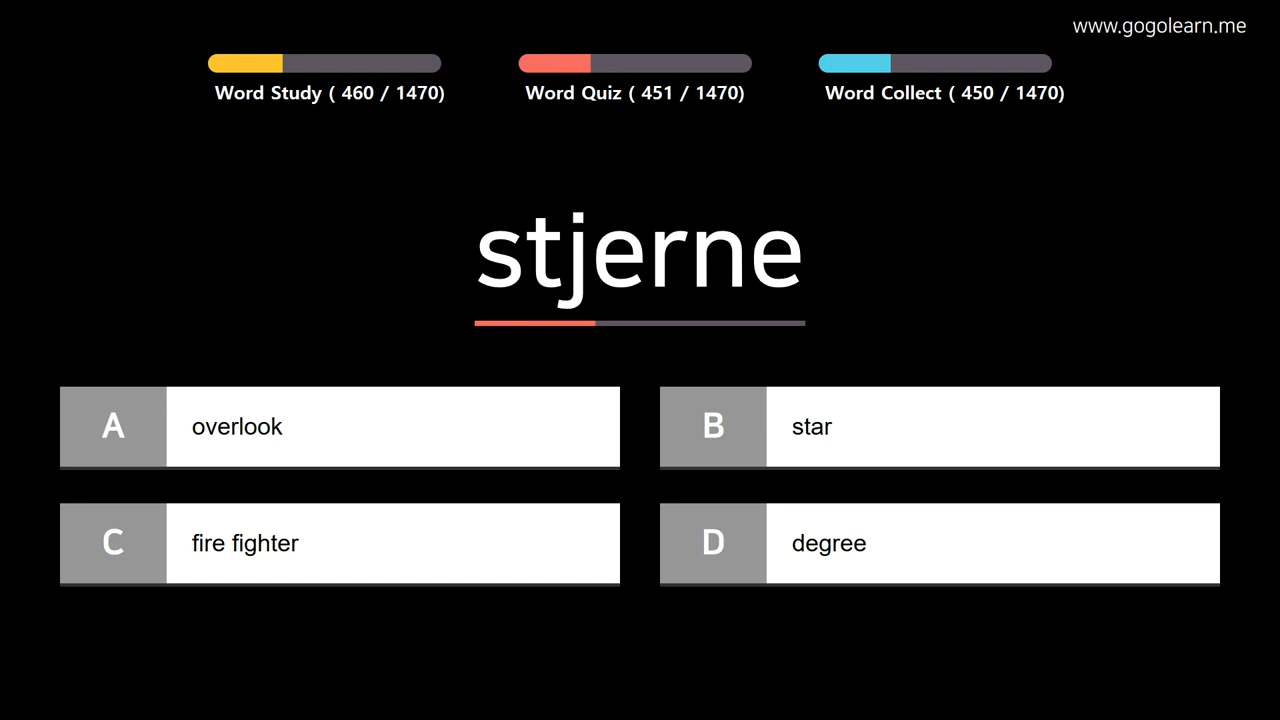 www.gogolearn.me
Word Study ( 460 / 1470)
Word Quiz ( 451 / 1470)
Word Collect ( 450 / 1470)
stjerne
A overlook
B star
C fire fighter
D degree